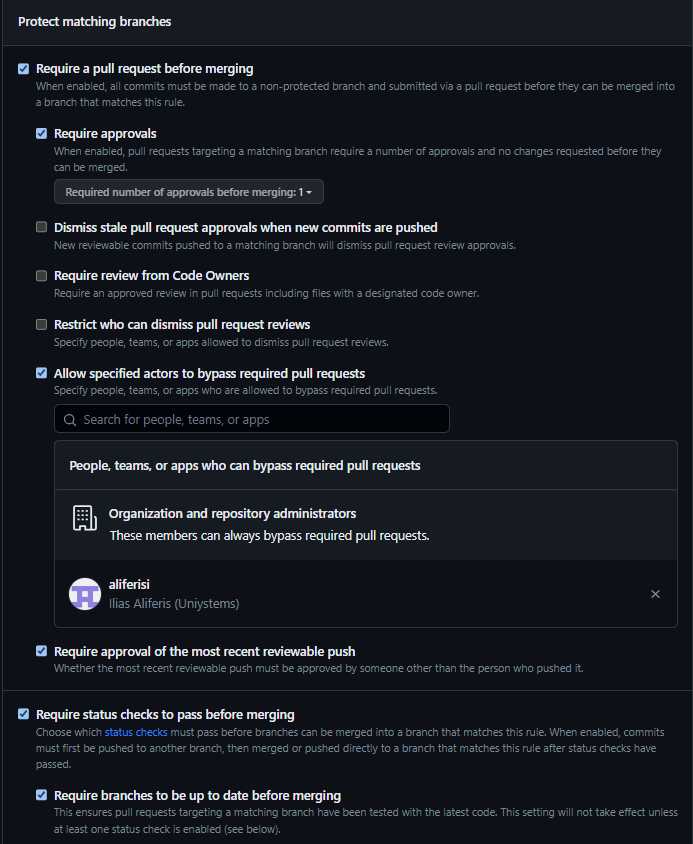 Protect matching branches
Require a pull request before merging
When enabled, all commits must be made to a non-protected branch and submitted via a pull request before they can be merged into
a branch that matches this rule.
Require approvals
When enabled, pull requests targeting a matching branch require a number of approvals and no changes requested before they
can be merged.
Required number of approvals before merging: 1
Dismiss stale pull request approvals when new commits are pushed
New reviewable commits pushed to a matching branch will dismiss pull request review approvals.
Require review from Code Owners
Require an approved review in pull requests including files with a designated code owner.
Restrict who can dismiss pull request reviews
Specify people, teams, or apps allowed to dismiss pull request reviews.
Allow specified actors to bypass required pull requests
Specify people, teams, or apps who are allowed to bypass required pull requests.
Search for people, teams, or apps
People, teams, or apps who can bypass required pull requests
Organization and repository administrators
These members can always bypass required pull requests.
aliferisi
Ilias Aliferis (Uniystems)
Require approval of the most recent reviewable push
Whether the most recent reviewable push must be approved by someone other than the person who pushed it.
Require status checks to pass before merging
Choose which status checks must pass before branches can be merged into a branch that matches this rule. When enabled, commits
must first be pushed to another branch, then merged or pushed directly to a branch that matches this rule after status checks have
passed.
Require branches to be up to date before merging
This ensures pull requests targeting a matching branch have been tested with the latest code. This setting will not take effect unless
at least one status check is enabled (see below).